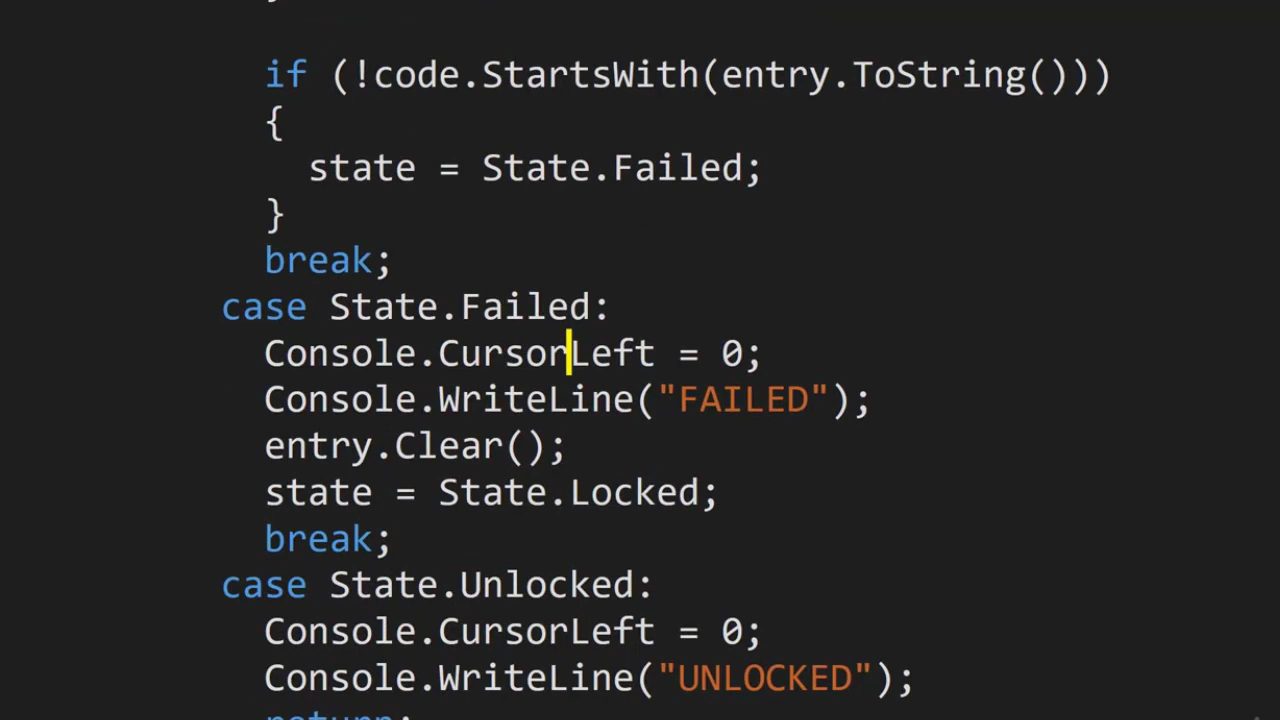 if (!code.StartsWith(entry.ToString()))
{
state = State.Failed;
}
break;
case State.Failed:
Console.CursorLeft = 0;
Console.WriteLine("FAILED");
entry.Clear();
state = State.Locked;
break;
case State.Unlocked:
Console.CursorLeft = 0;
Console.WriteLine("UNLOCKED");
return;